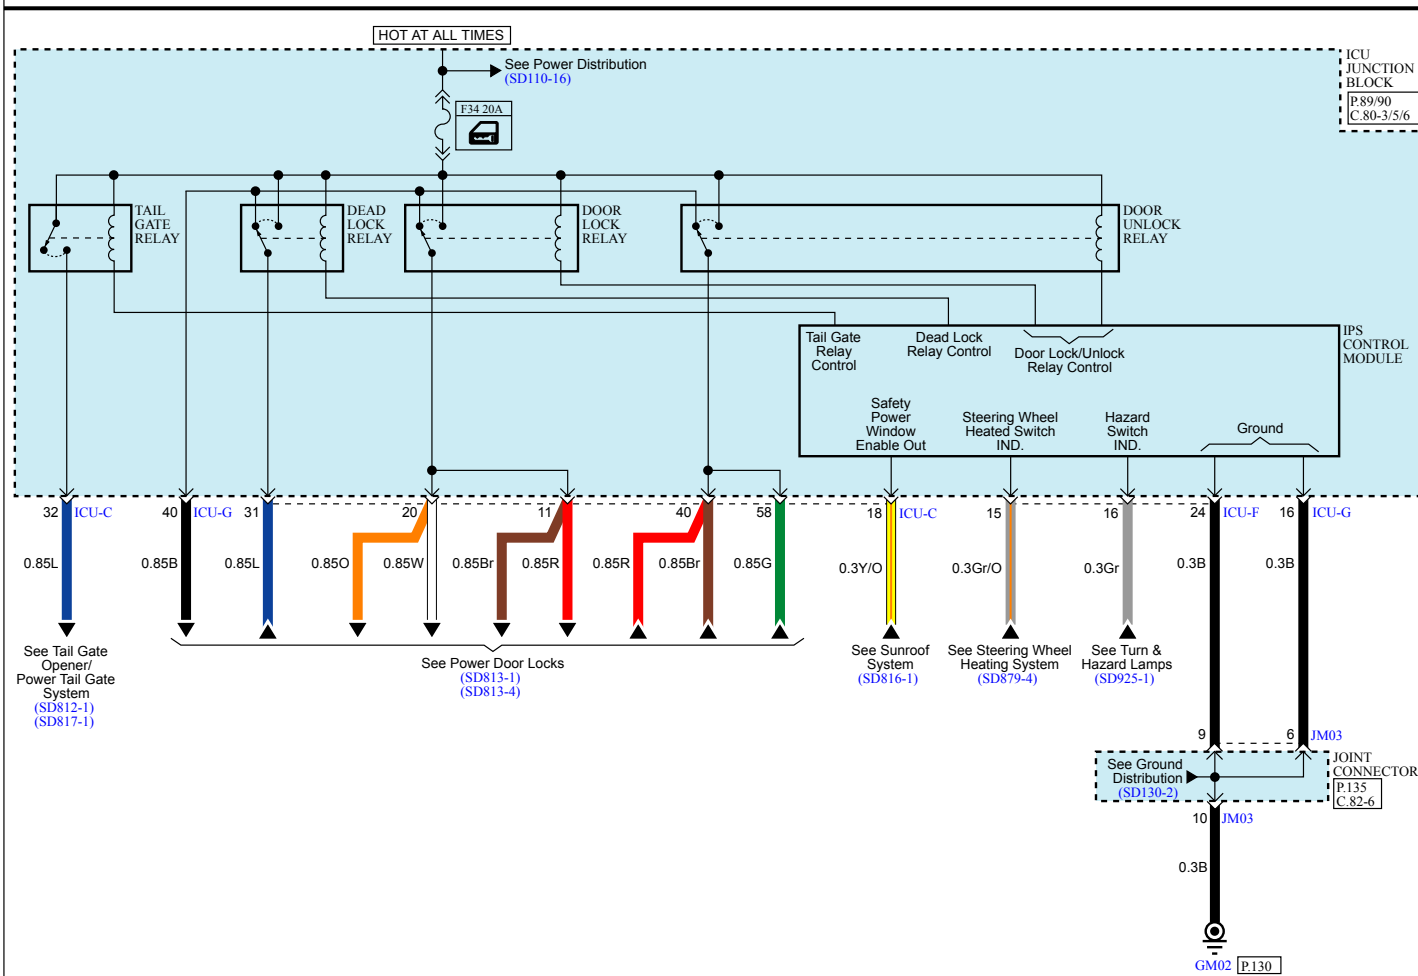 HOT AT ALL TIMES
See Power Distribution
(SD110-16)
ICU
JUNCTION
BLOCK
P.89/90
C.80-3/5/6
F34 20A
TAIL
GATE
RELAY
DEAD
LOCK
RELAY
DOOR
LOCK
RELAY
DOOR
UNLOCK
RELAY
IPS
CONTROL
MODULE
Tail Gate
Relay
Control
Dead Lock
Relay Control
Door Lock/Unlock
Relay Control
Safety
Power
Window
Enable Out
Steering Wheel
Heated Switch
IND.
Hazard
Switch
IND.
Ground
32 ICU-C
40 ICU-G
31
20
11
40
58
18 ICU-C
15
16
24 ICU-F
16 ICU-G
0.85L
0.85B
0.85L
0.85O
0.85W
0.85Br
0.85R
0.85R
0.85Br
0.85G
0.3Y/O
0.3Gr/O
0.3Gr
0.3B
0.3B
See Tail Gate
Opener/
Power Tail Gate
System
(SD812-1)
(SD817-1)
See Power Door Locks
(SD813-1)
(SD813-4)
See Sunroof
System
(SD816-1)
See Steering Wheel
Heating System
(SD879-4)
See Turn &
Hazard Lamps
(SD925-1)
9
6 JM03
See Ground
Distribution
(SD130-2)
JOINT
CONNECTOR
P.135
C.82-6
10 JM03
0.3B
GM02 P.130